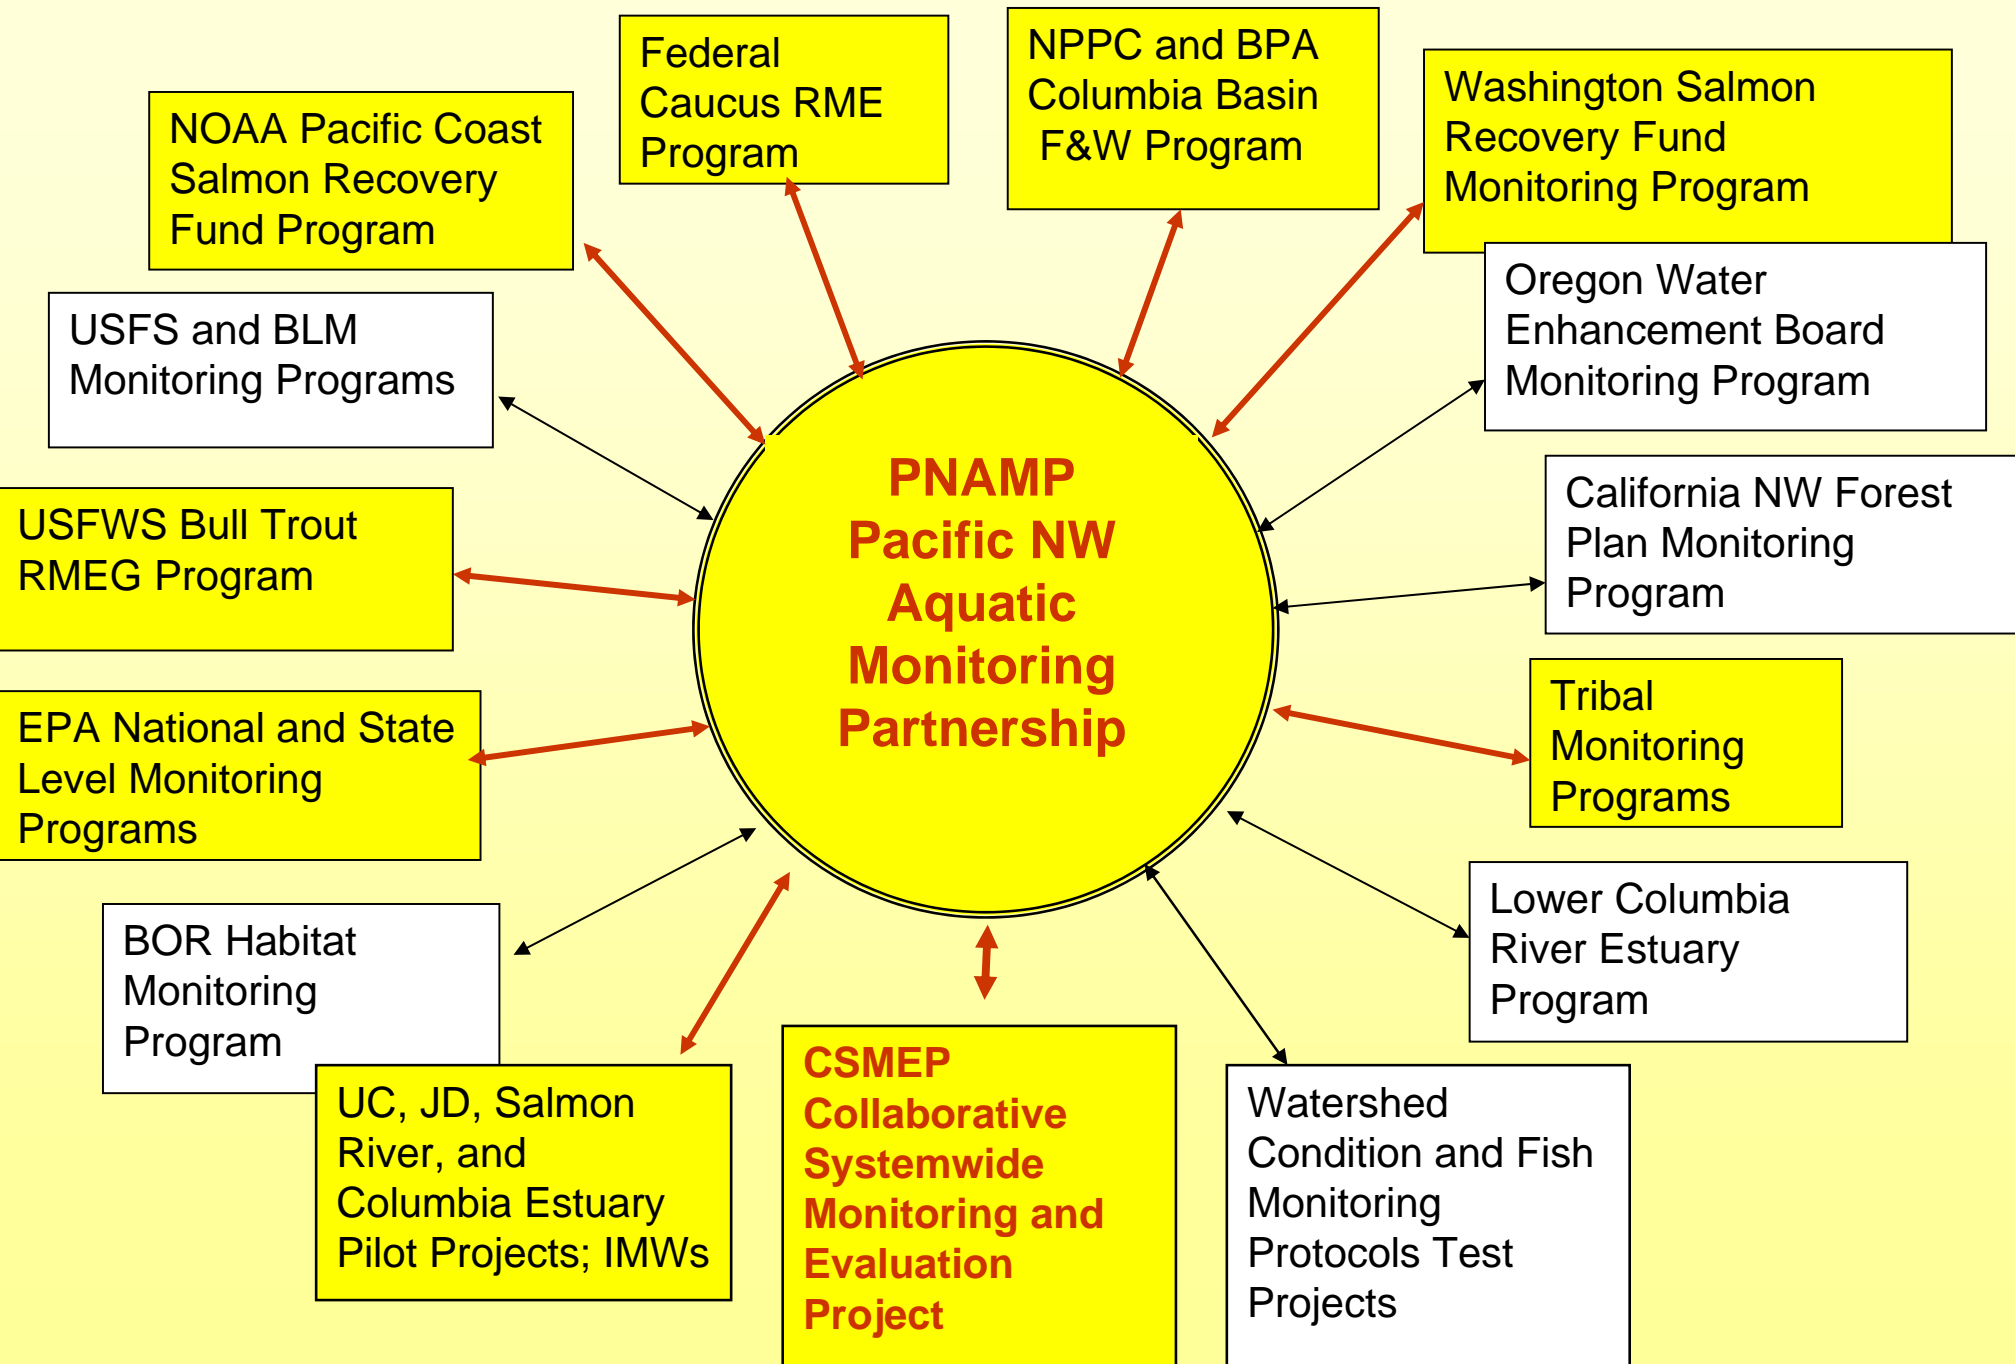 Federal
Caucus RME
Program
NPPC and BPA
Columbia Basin
F&W Program
Washington Salmon
Recovery Fund
Monitoring Program
NOAA Pacific Coast
Salmon Recovery
Fund Program
Oregon Water
Enhancement Board
Monitoring Program
USFS and BLM
Monitoring Programs
PNAMP
Pacific NW
Aquatic
Monitoring
Partnership
California NW Forest
Plan Monitoring
Program
USFWS Bull Trout
RMEG Program
Tribal
Monitoring
Programs
EPA National and State
Level Monitoring
Programs
Lower Columbia
River Estuary
Program
BOR Habitat
Monitoring
Program
UC, JD, Salmon
River, and
Columbia Estuary
Pilot Projects; IMWs
CSMEP
Collaborative
Systemwide
Monitoring and
Evaluation
Project
Watershed
Condition and Fish
Monitoring
Protocols Test
Projects